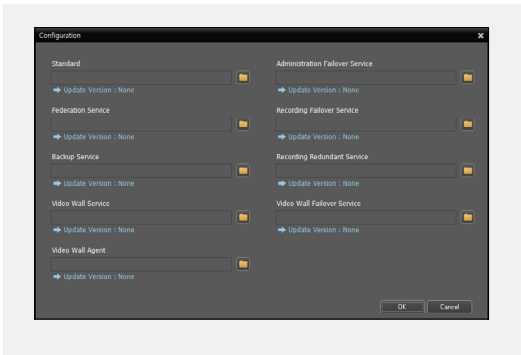 Configuration
Standard
Update Version : None
Federation Service
Update Version : None
Backup Service
Update Version : None
Video Wall Service
Update Version : None
Video Wall Agent
Update Version : None
Administration Failover Service
Update Version : None
Recording Failover Service
Update Version : None
Recording Redundant Service
Update Version : None
Video Wall Failover Service
Update Version : None
OK
Cancel